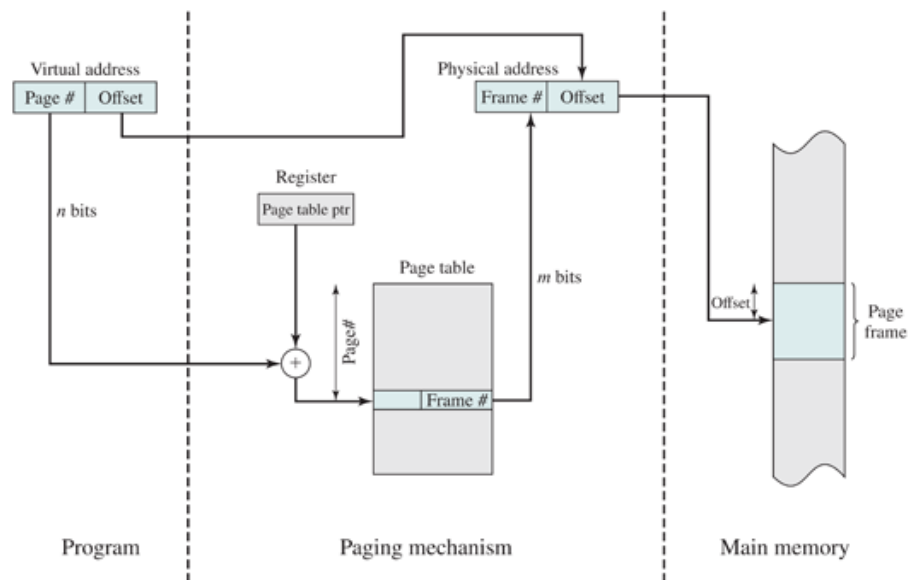 Virtual address
Page #
Offset
Physical address
Frame #
Offset
n bits
Register
Page table ptr
Page table
m bits
Page#
+
Frame #
Offset
Page
frame
Program
Paging mechanism
Main memory